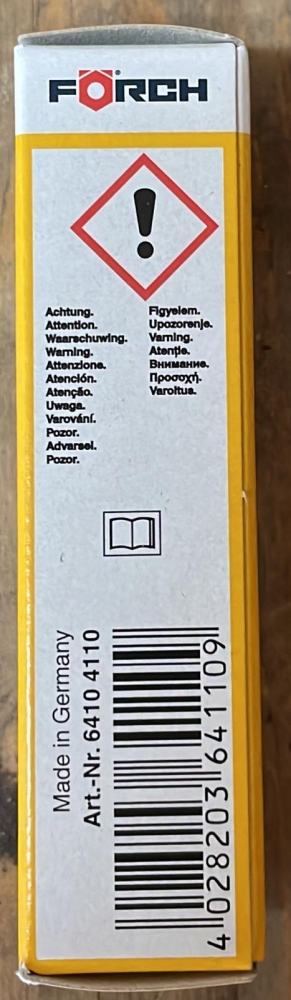 FÖRCH®
Achtung.
Attention.
Waarschuwing.
Warning.
Attenzione.
Atención.
Atenção.
Uwaga.
Varování.
Pozor.
Advarsel.
Pozor.
Figyelem.
Upozorenje.
Varning.
Atenţie.
Внимание.
Προσοχή.
Varoitus.
Made in Germany
Art.-Nr. 6410 4110
4 028203 641109